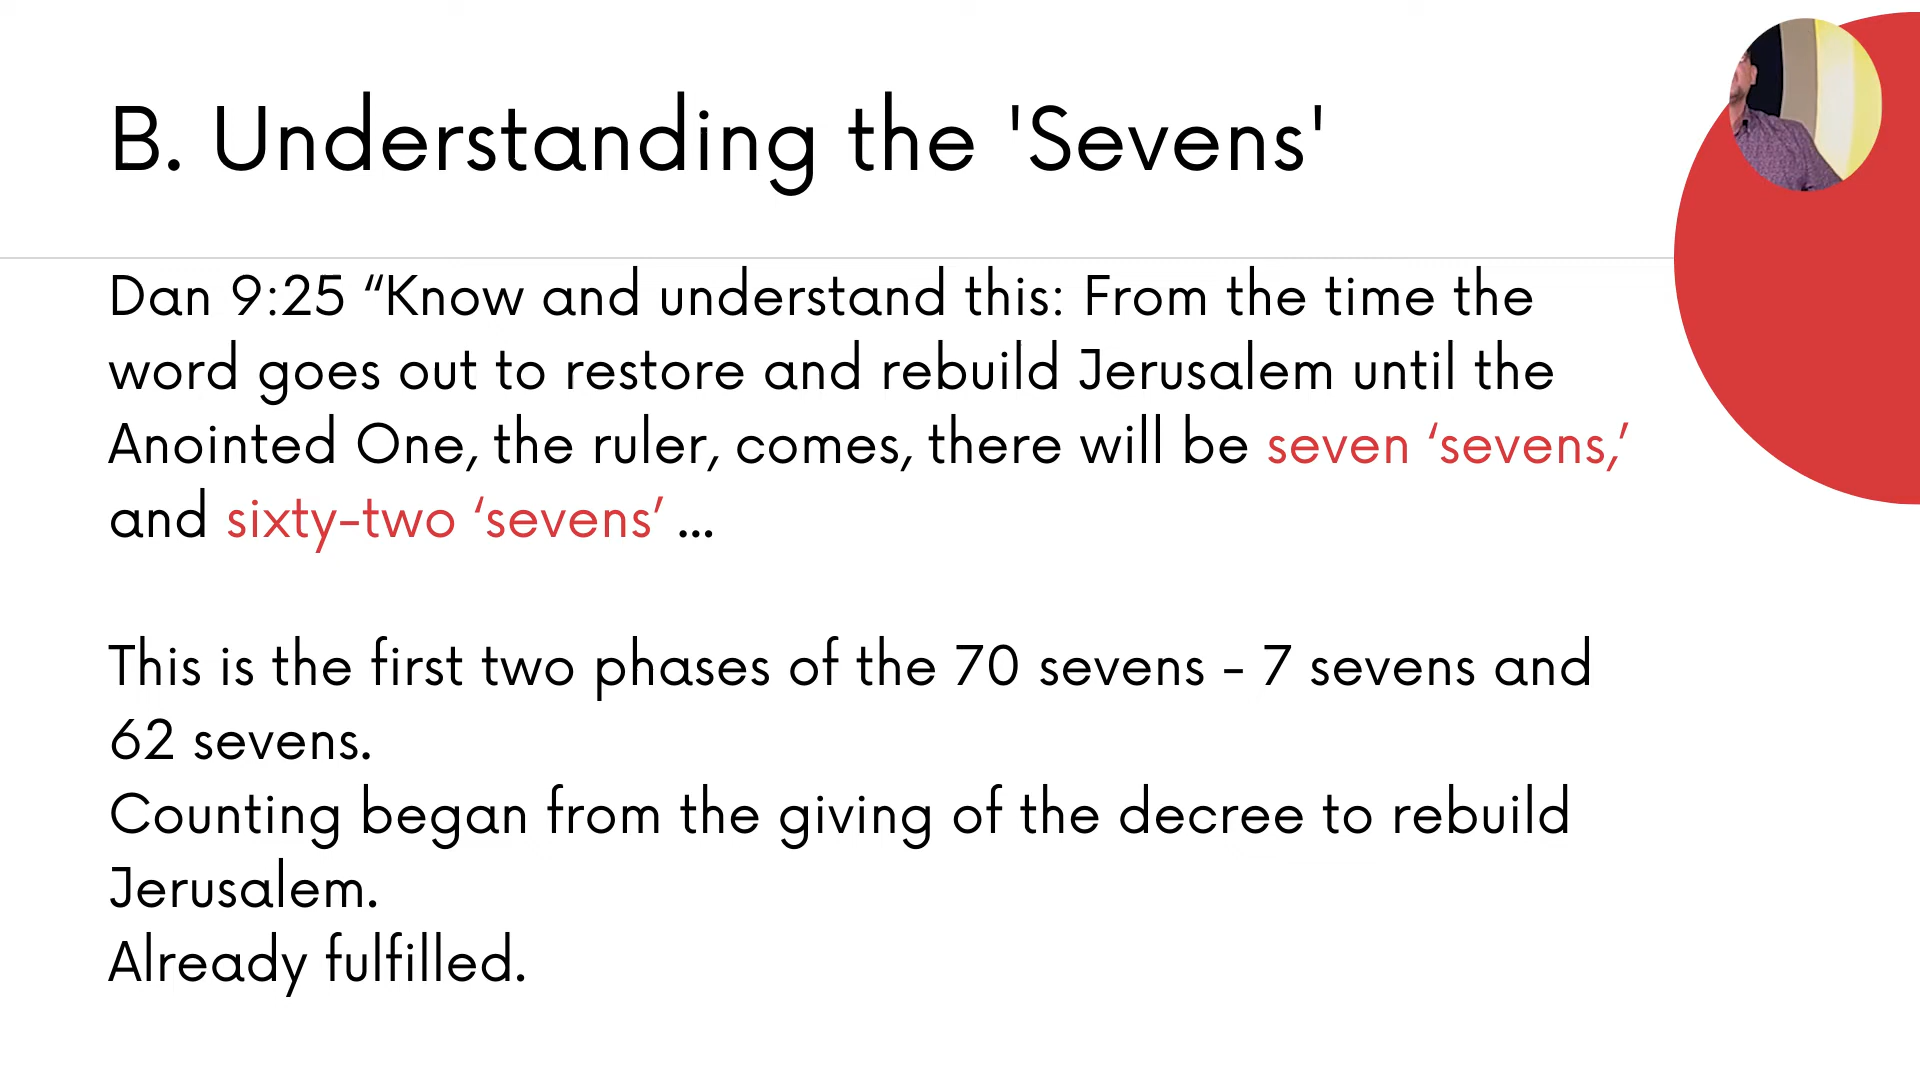 B. Understanding the 'Sevens'
Dan 9:25 “Know and understand this: From the time the
word goes out to restore and rebuild Jerusalem until the
Anointed One, the ruler, comes, there will be seven ‘sevens,’
and sixty-two ‘sevens’ ...
This is the first two phases of the 70 sevens - 7 sevens and
62 sevens.
Counting began from the giving of the decree to rebuild
Jerusalem.
Already fulfilled.